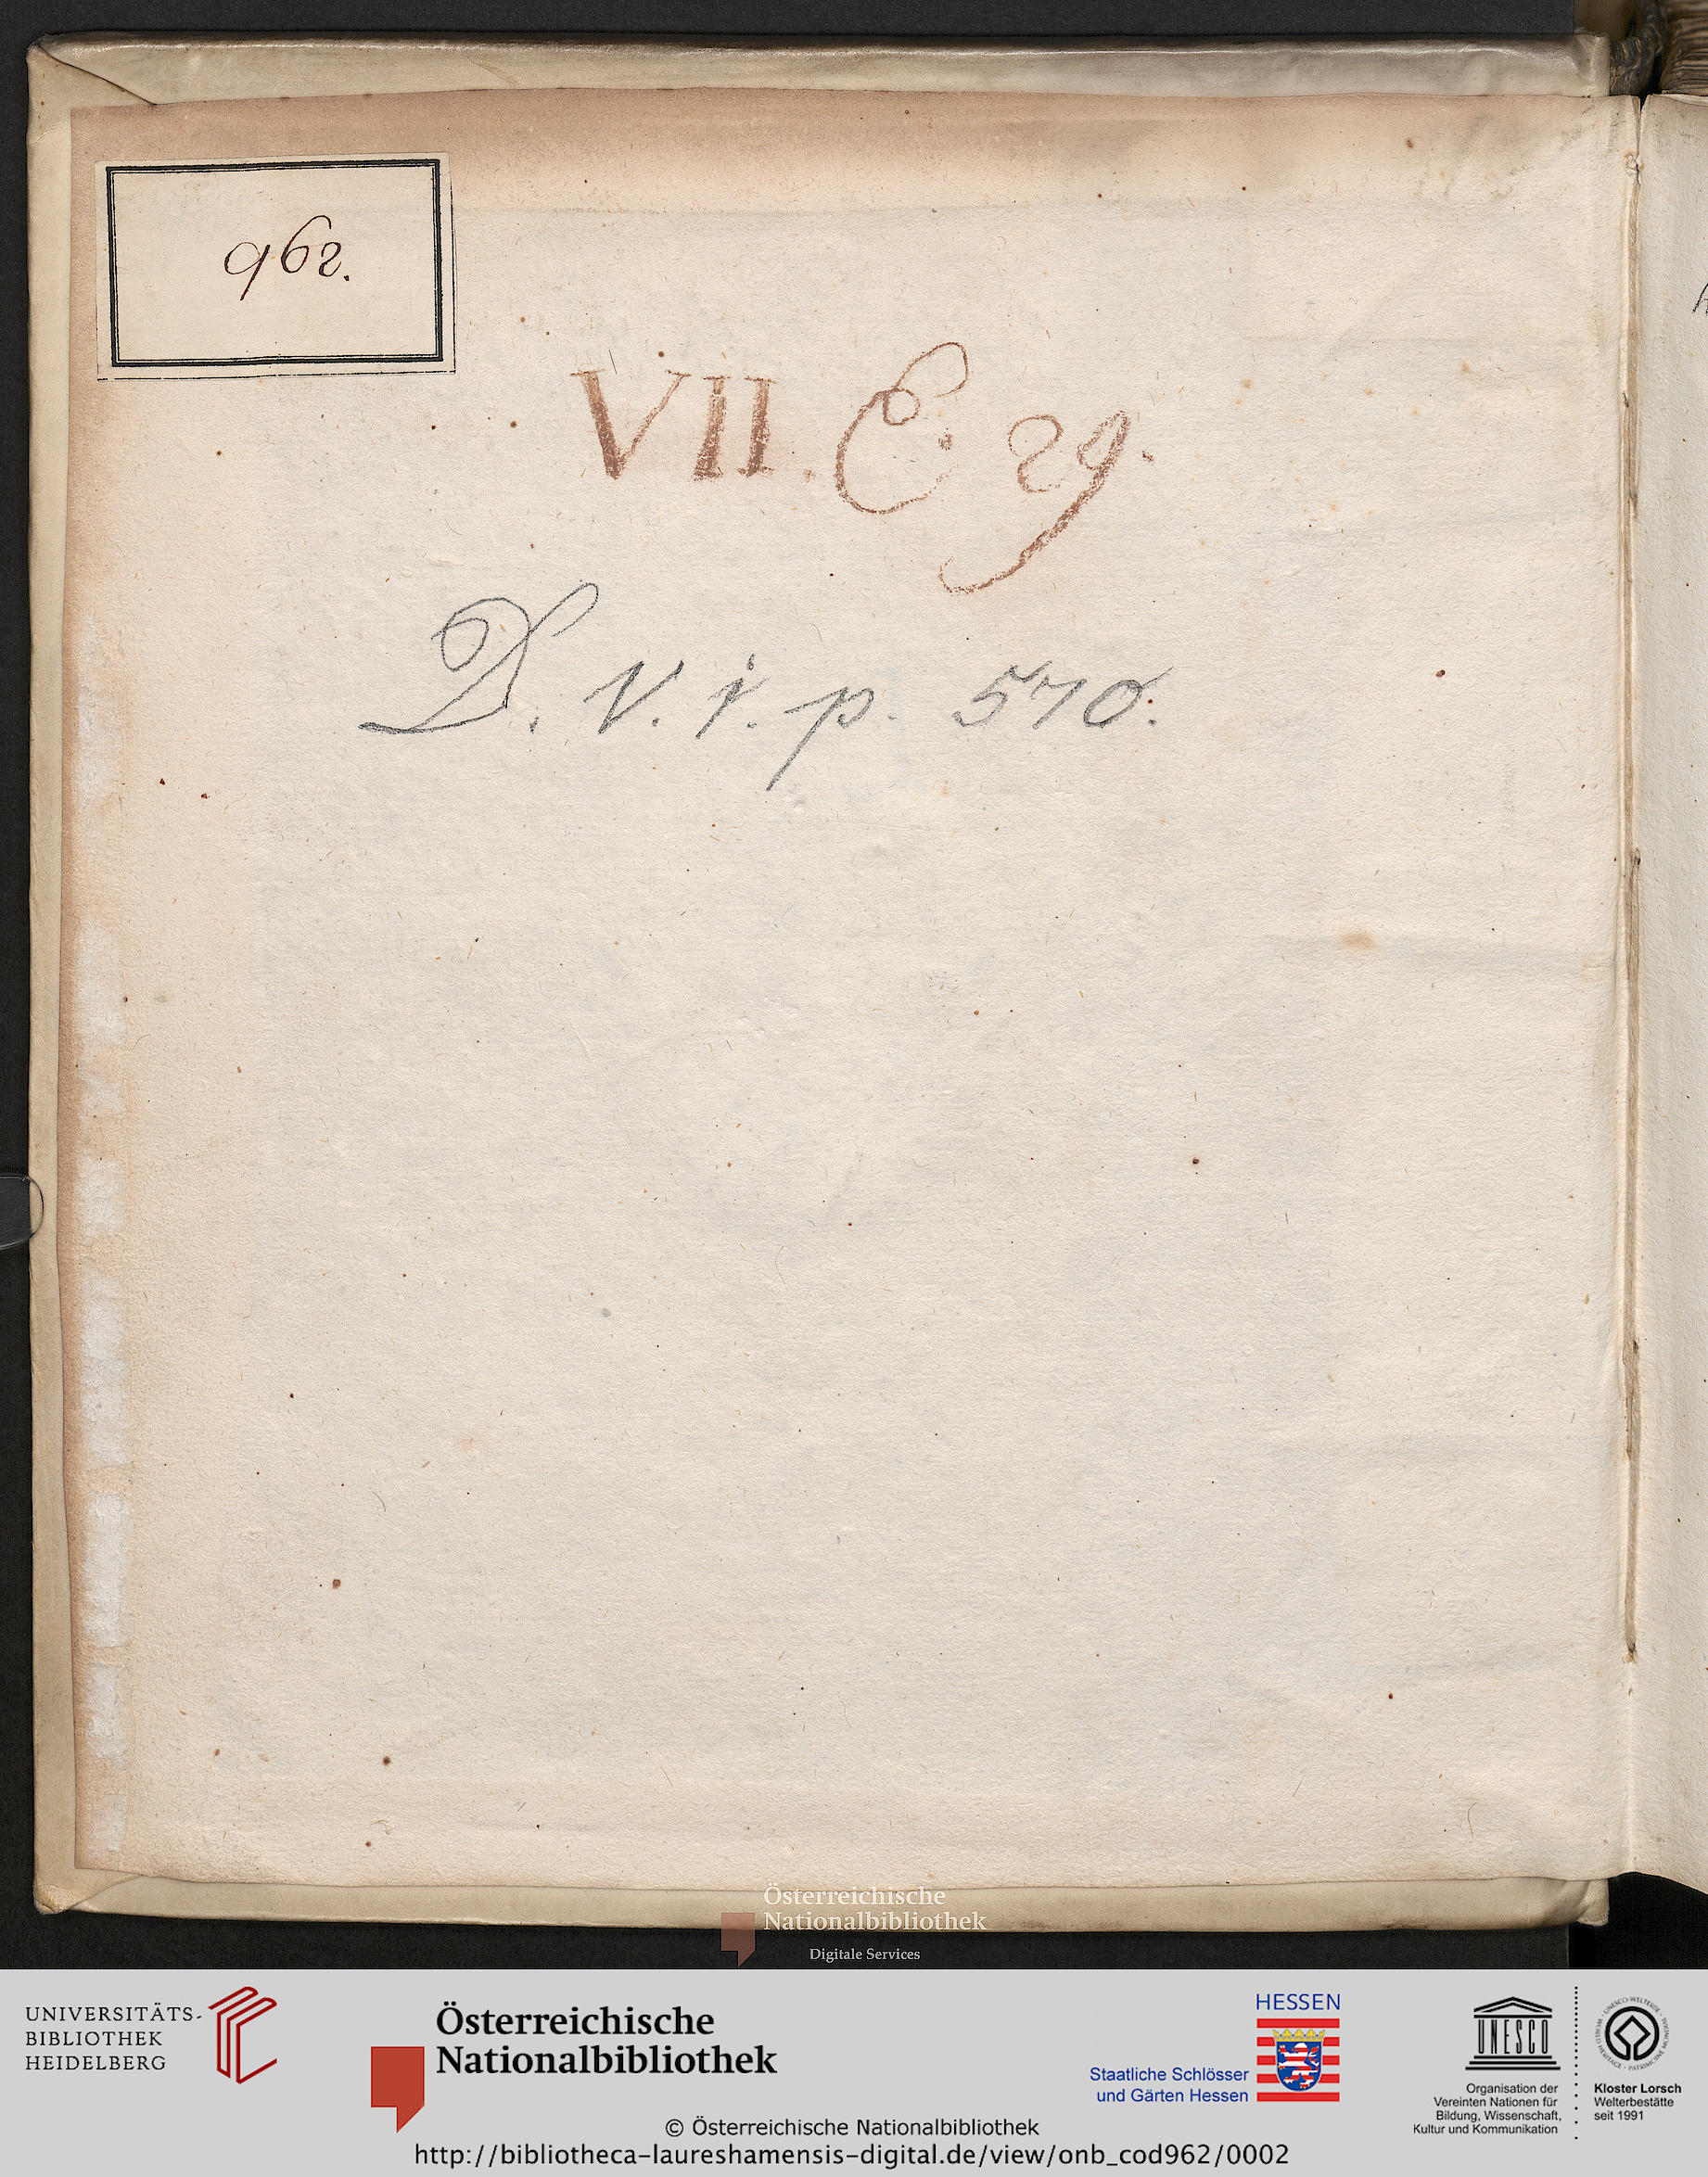 962.
VII. C. 29.
D. V. i. p. 570.
Österreichische
Nationalbibliothek
Digitale Services
UNIVERSITÄTS-
BIBLIOTHEK
HEIDELBERG
Österreichische
Nationalbibliothek
HESSEN
Staatliche Schlösser
und Gärten Hessen
UNESCO
Organisation der
Vereinten Nationen für
Bildung, Wissenschaft,
Kultur und Kommunikation
Kloster Lorsch
Welterbestätte
seit 1991
© Österreichische Nationalbibliothek
http://bibliotheca-laureshamensis-digital.de/view/onb_cod962/0002